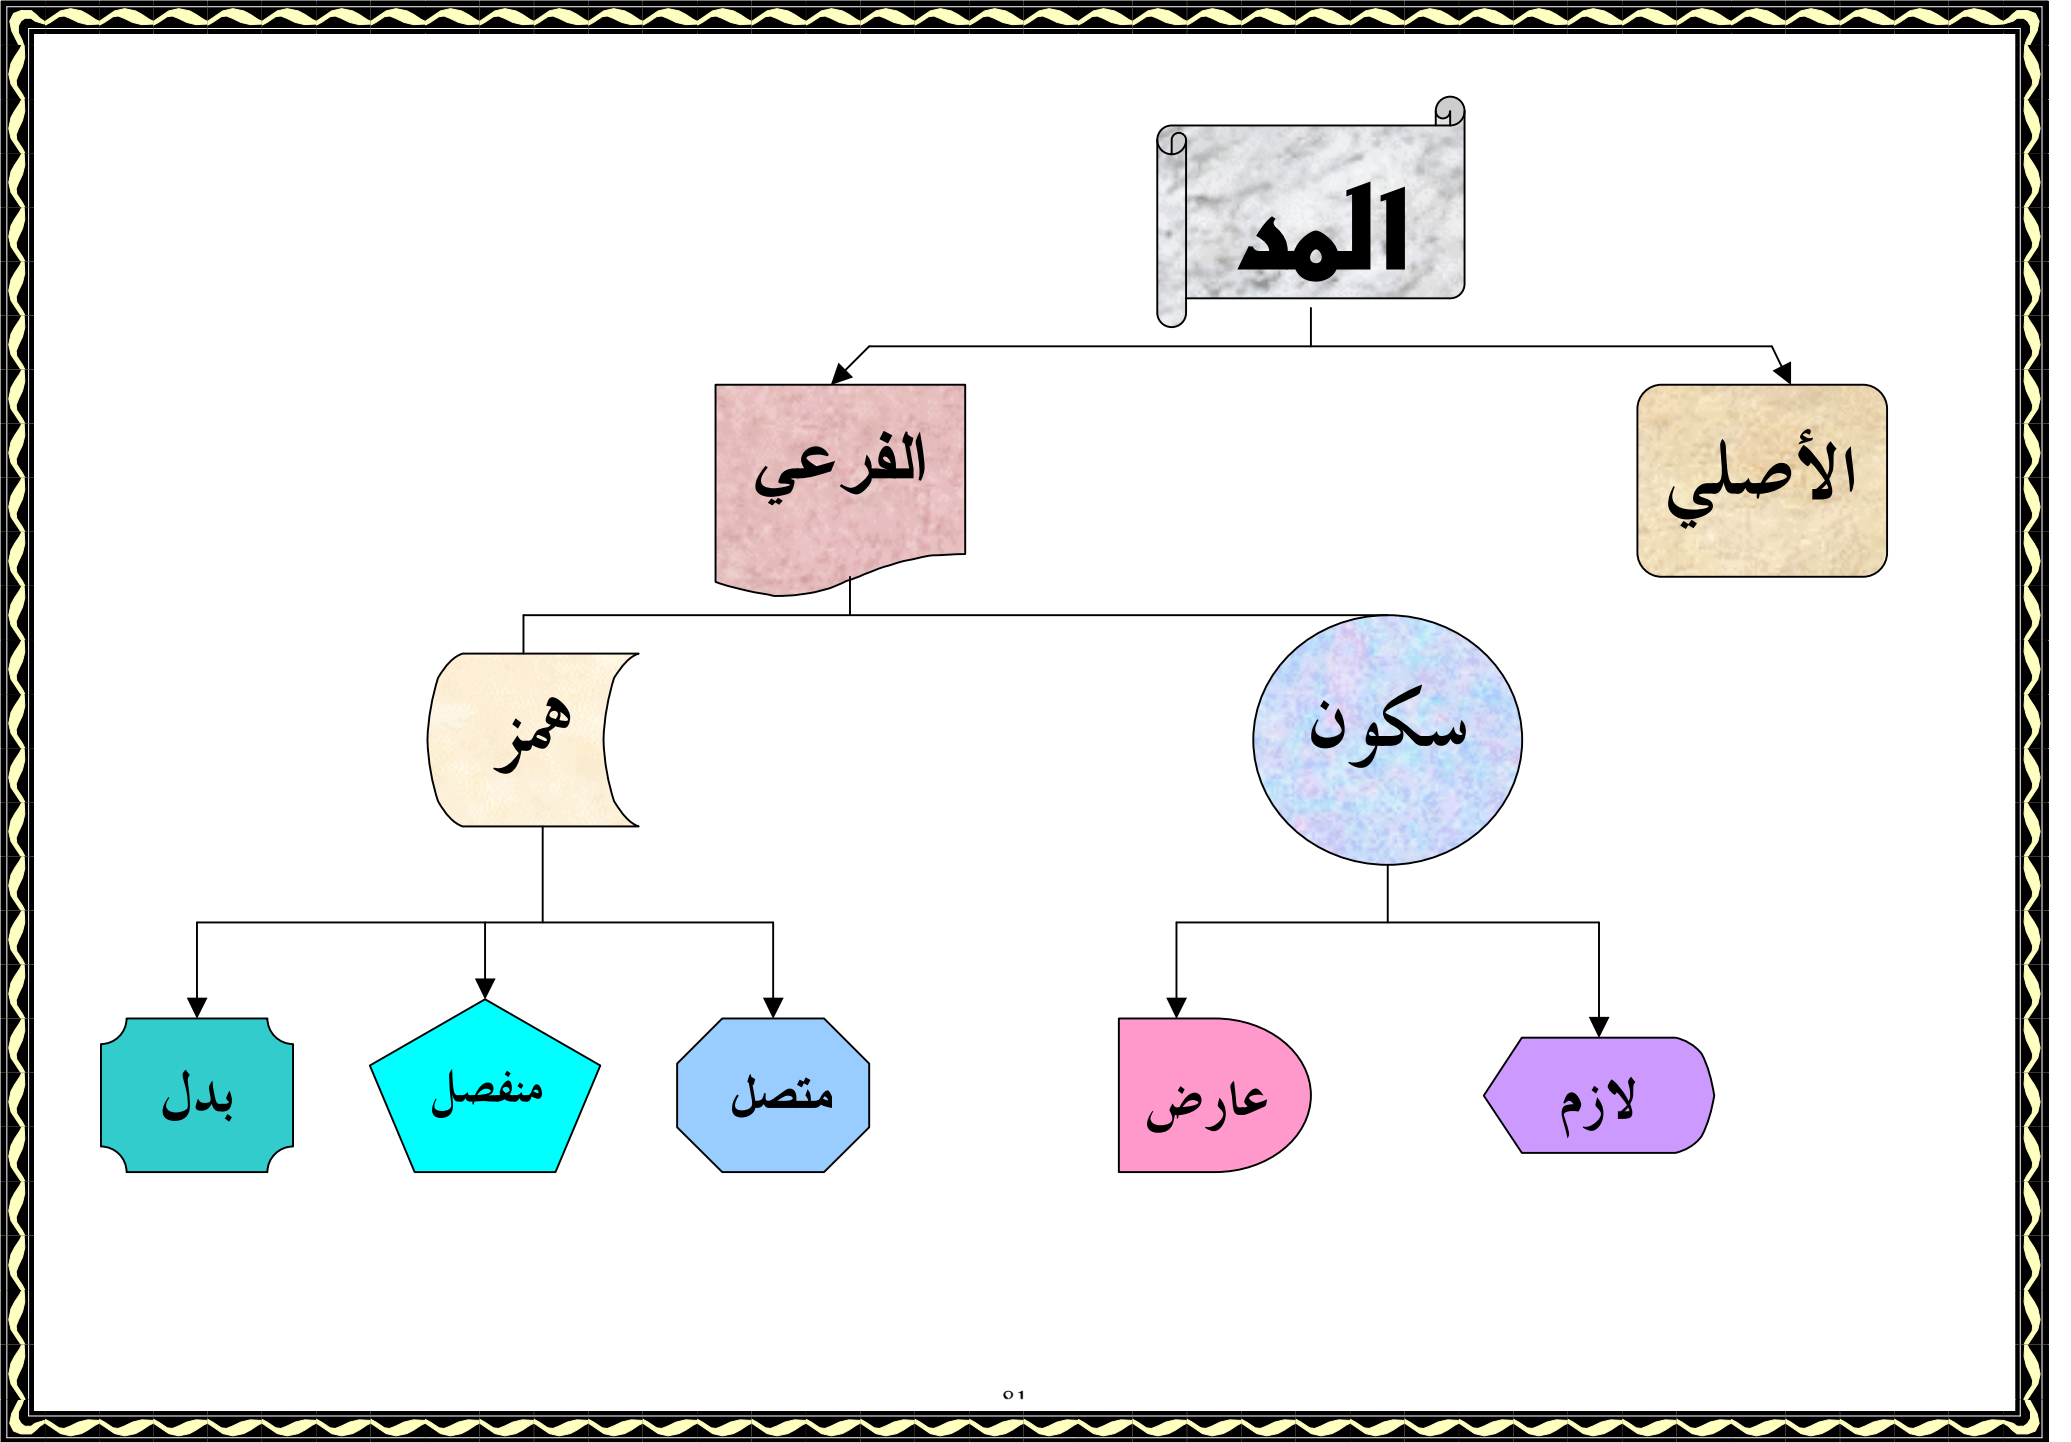 المد
الأصلي
الفرعي
سكون
همز
لازم
عارض
متصل
منفصل
بدل
٥١